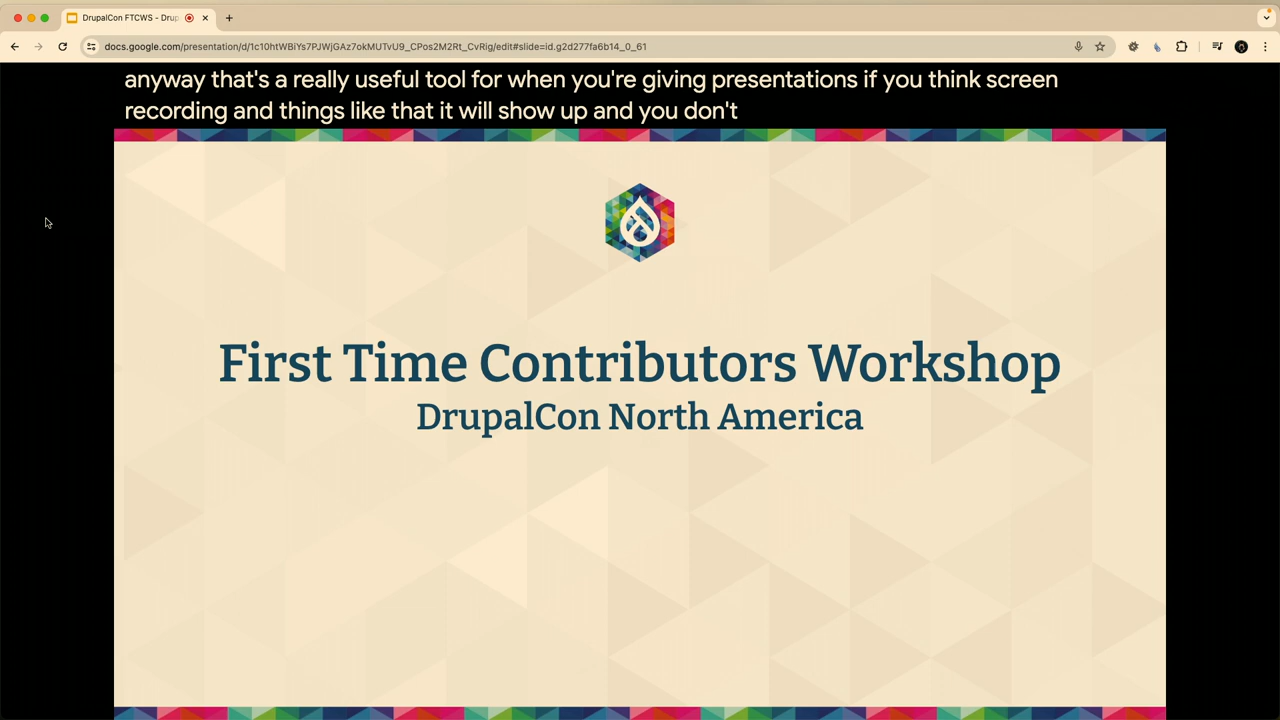 DrupalCon FTCWS - Drup
docs.google.com/presentation/d/1c10htWBiYs7PJWjGAz7okMUTvU9_CPos2M2Rt_CvRig/edit#slide=id.g2d277fa6b14_0_61
anyway that's a really useful tool for when you're giving presentations if you think screen
recording and things like that it will show up and you don't
First Time Contributors Workshop
DrupalCon North America